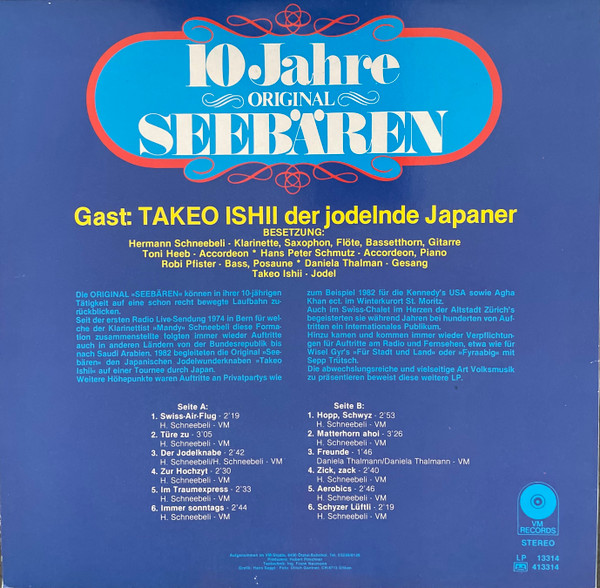 10 Jahre
ORIGINAL
SEEBÄREN
Gast: TAKEO ISHII der jodelnde Japaner
BESETZUNG:
Hermann Schneebeli - Klarinette, Saxophon, Flöte, Bassetthorn, Gitarre
Toni Heeb - Accordeon * Hans Peter Schmutz - Accordeon, Piano
Robi Pfister - Bass, Posaune * Daniela Thalman - Gesang
Takeo Ishii - Jodel
Die ORIGINAL »SEEBÄREN« können in ihrer 10-jährigen
Tätigkeit auf eine schon recht bewegte Laufbahn zu-
rückblicken.
Seit der ersten Radio Live-Sendung 1974 in Bern für wel-
che der Klarinettist »Mandy« Schneebeli diese Forma-
tion zusammenstellte folgten immer wieder Auftritte
auch in anderen Ländern von der Bundesrepublik bis
nach Saudi Arabien. 1982 begleiteten die Original »See-
bären« den Japanischen Jodelwunderknaben »Takeo
Ishii« auf einer Tournee durch Japan.
Weitere Höhepunkte waren Auftritte an Privatpartys wie
zum Beispiel 1982 für die Kennedy's USA sowie Agha
Khan ect. im Winterkurort St. Moritz.
Auch im Swiss-Chalet im Herzen der Altstadt Zürich's
begeisterten sie während Jahren bei hunderten von Auf-
tritten ein Internationales Publikum.
Hinzu kamen und kommen immer wieder Verpflichtun-
gen für Auftritte am Radio und Fernsehen, etwa wie für
Wisel Gyr's »Für Stadt und Land« oder »Fyraabig« mit
Sepp Trütsch.
Die abwechslungsreiche und vielseitige Art Volksmusik
zu präsentieren beweist diese weitere LP.
Seite A:
1. Swiss-Air-Flug - 2'19
H. Schneebeli - VM
2. Türe zu - 3'05
H. Schneebeli - VM
3. Der Jodelknabe - 2'42
H. Schneebeli/H. Schneebeli - VM
4. Zur Hochzyt - 2'30
H. Schneebeli - VM
5. Im Traumexpress - 2'33
H. Schneebeli - VM
6. Immer sonntags - 2'44
H. Schneebeli - VM
Seite B:
1. Hopp, Schwyz - 2'53
H. Schneebeli - VM
2. Matterhorn ahoi - 3'26
H. Schneebeli - VM
3. Freunde - 1'46
Daniela Thalmann/Daniela Thalmann - VM
4. Zick, zack - 2'40
H. Schneebeli - VM
5. Aerobics - 2'46
H. Schneebeli - VM
6. Schyzer Lüftli - 2'19
H. Schneebeli - VM
VM
RECORDS
STEREO
LP 13314
413314